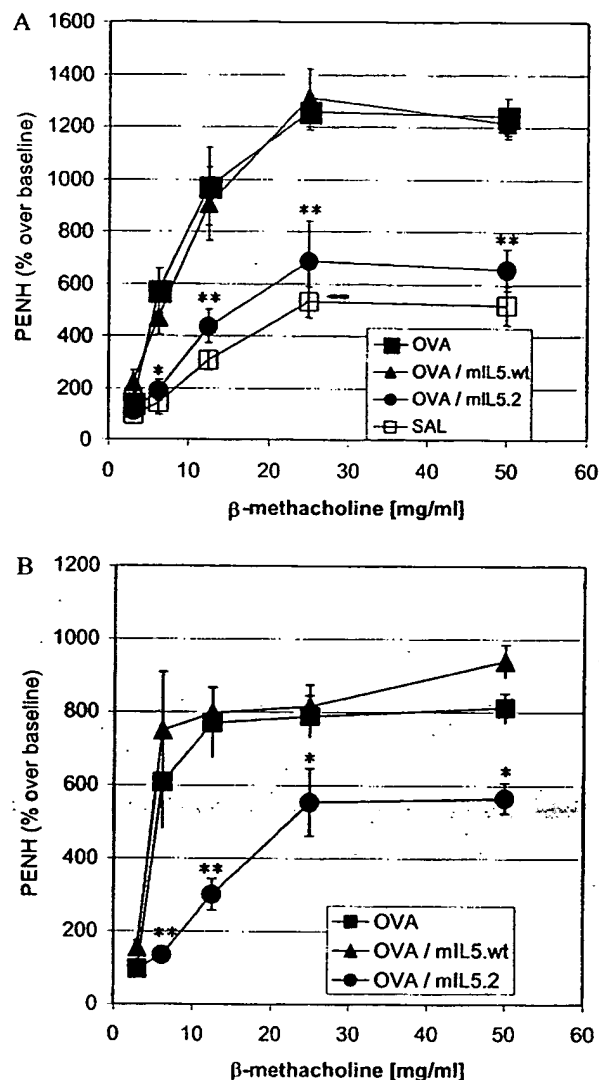 A
1600
1400
1200
1000
800
600
400
200
0
PENH (% over baseline)
*
**
**
**
OVA
OVA / mIL5.wt
OVA / mIL5.2
SAL
0 10 20 30 40 50 60
β-methacholine [mg/ml]
B
1200
1000
800
600
400
200
0
PENH (% over baseline)
**
**
*
*
OVA
OVA / mIL5.wt
OVA / mIL5.2
0 10 20 30 40 50 60
β-methacholine [mg/ml]